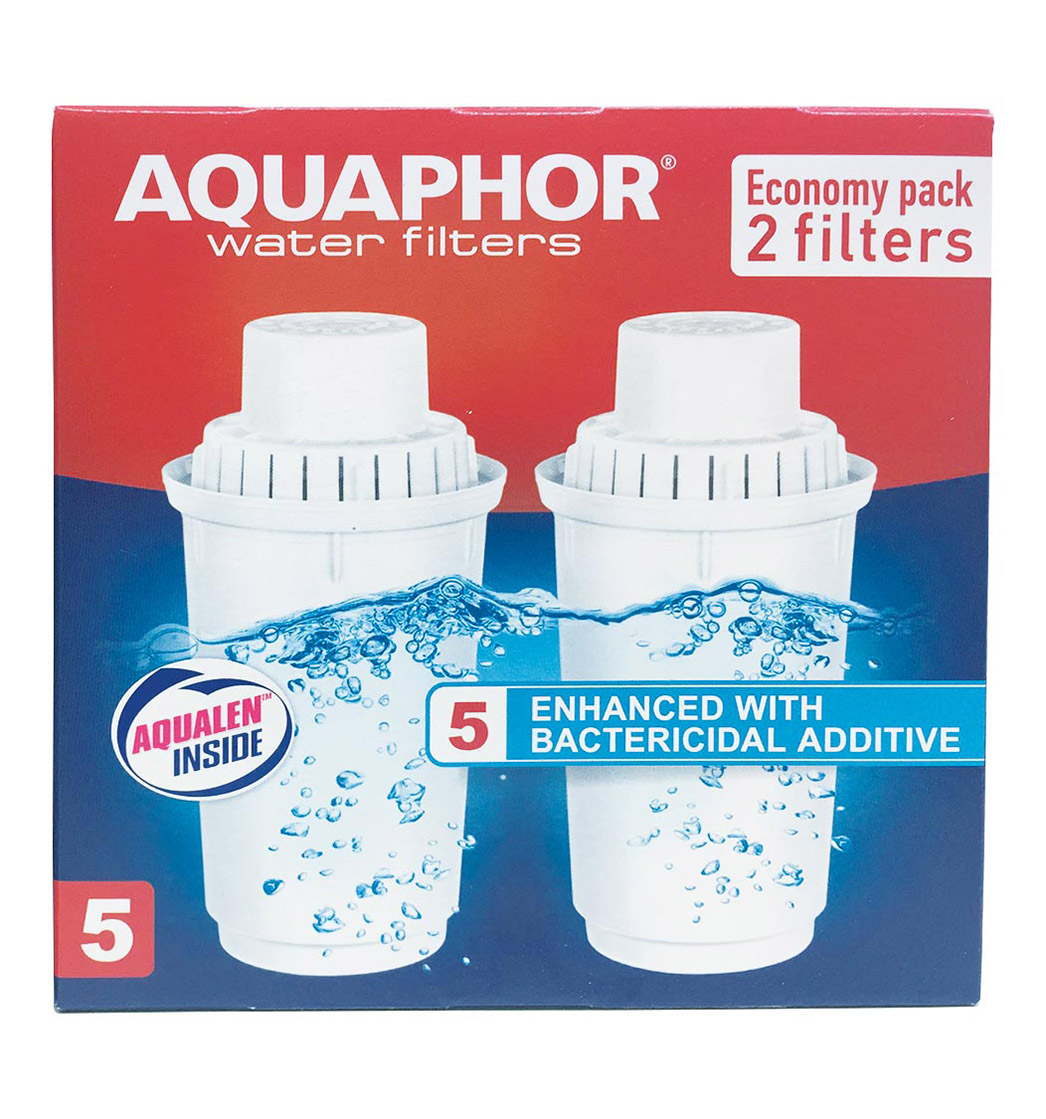 AQUAPHOR®
water filters
Economy pack
2 filters
AQUALEN™
INSIDE
5
ENHANCED WITH
BACTERICIDAL ADDITIVE
5